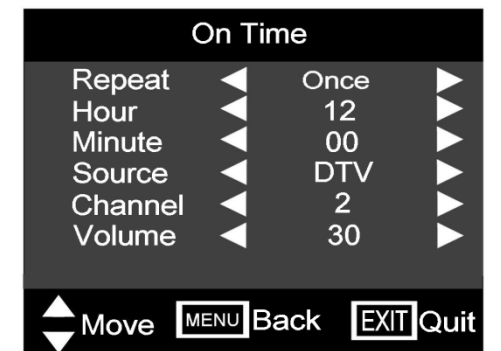 On Time
Repeat Once
Hour 12
Minute 00
Source DTV
Channel 2
Volume 30
Move MENU Back EXIT Quit